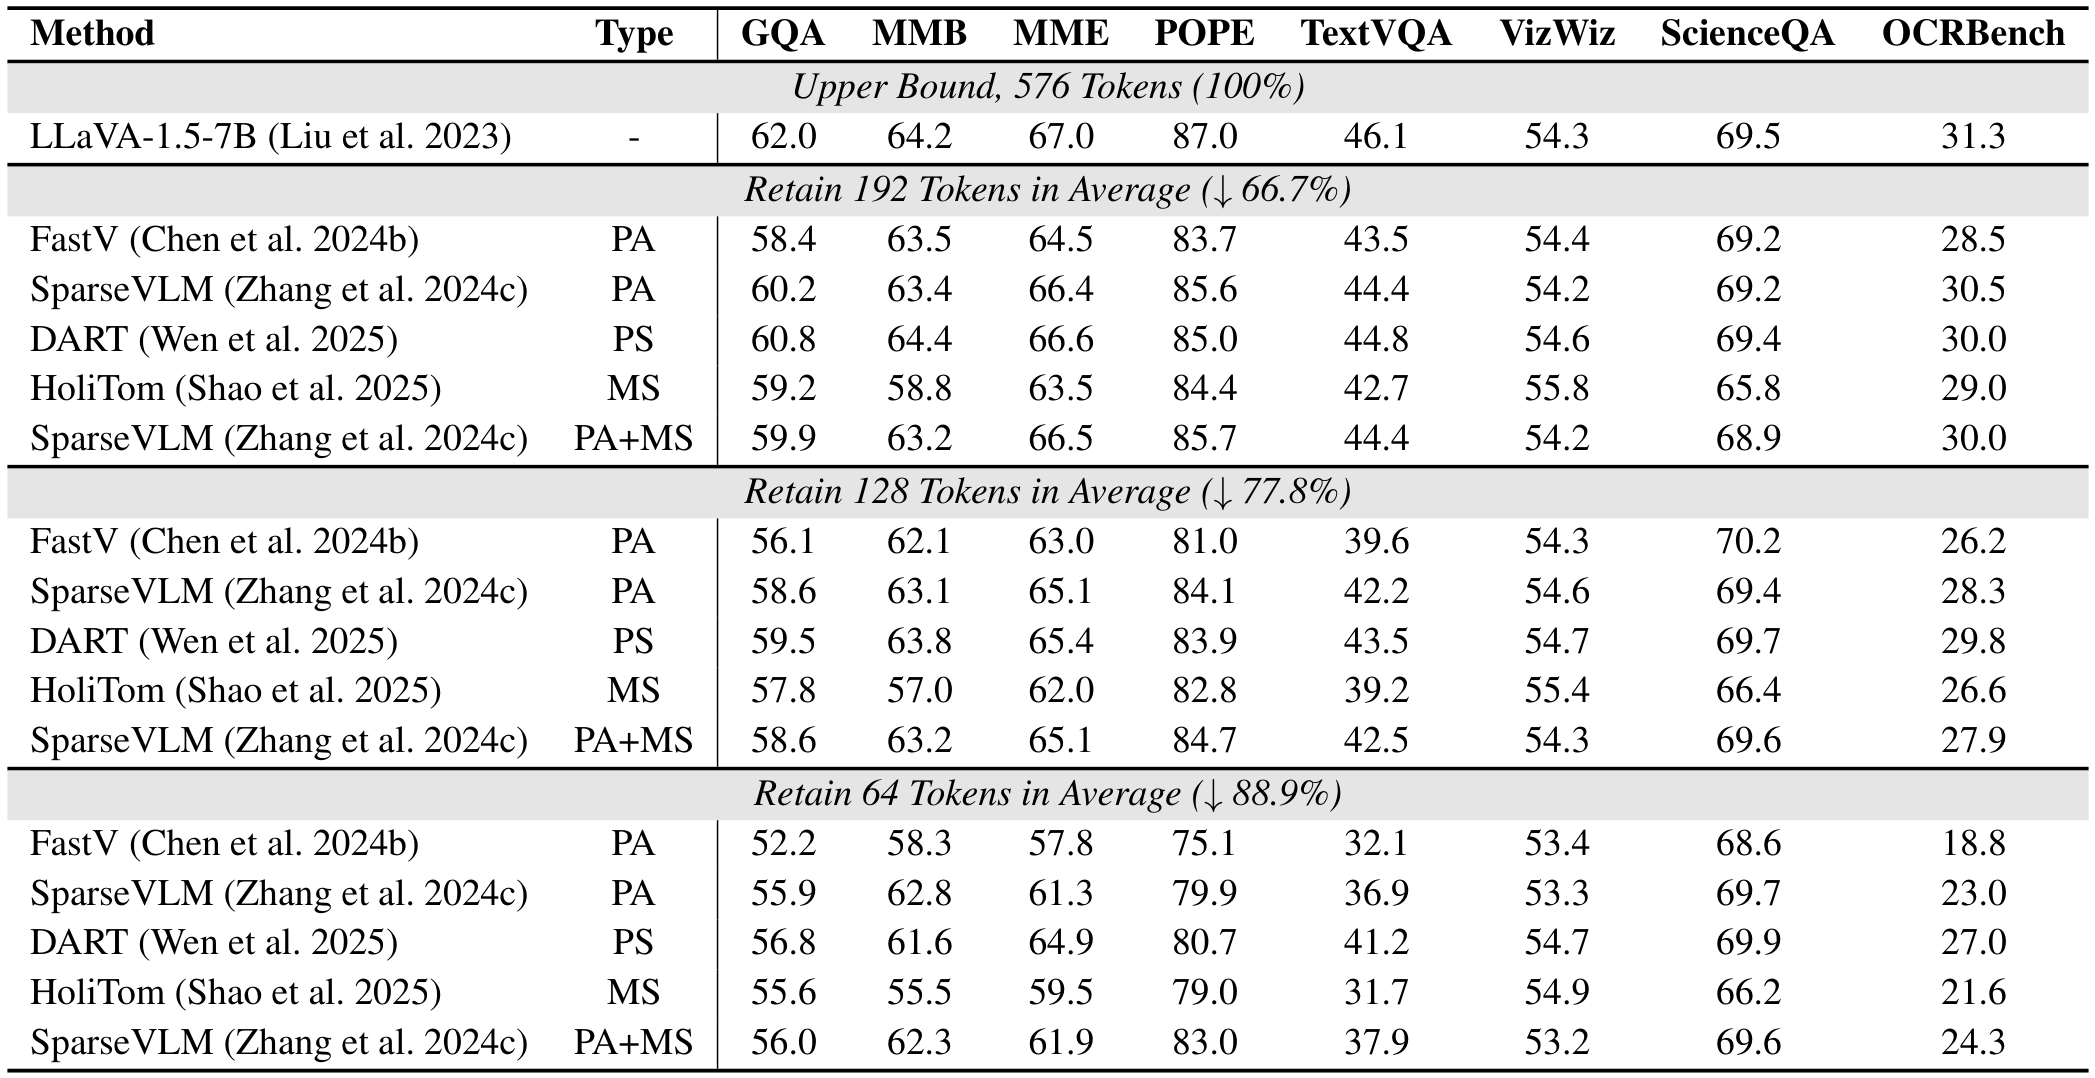 Method Type GQA MMB MME POPE TextVQA VizWiz ScienceQA OCRBench
Upper Bound, 576 Tokens (100%)
LLaVA-1.5-7B (Liu et al. 2023) - 62.0 64.2 67.0 87.0 46.1 54.3 69.5 31.3
Retain 192 Tokens in Average (↓ 66.7%)
FastV (Chen et al. 2024b) PA 58.4 63.5 64.5 83.7 43.5 54.4 69.2 28.5
SparseVLM (Zhang et al. 2024c) PA 60.2 63.4 66.4 85.6 44.4 54.2 69.2 30.5
DART (Wen et al. 2025) PS 60.8 64.4 66.6 85.0 44.8 54.6 69.4 30.0
HoliTom (Shao et al. 2025) MS 59.2 58.8 63.5 84.4 42.7 55.8 65.8 29.0
SparseVLM (Zhang et al. 2024c) PA+MS 59.9 63.2 66.5 85.7 44.4 54.2 68.9 30.0
Retain 128 Tokens in Average (↓ 77.8%)
FastV (Chen et al. 2024b) PA 56.1 62.1 63.0 81.0 39.6 54.3 70.2 26.2
SparseVLM (Zhang et al. 2024c) PA 58.6 63.1 65.1 84.1 42.2 54.6 69.4 28.3
DART (Wen et al. 2025) PS 59.5 63.8 65.4 83.9 43.5 54.7 69.7 29.8
HoliTom (Shao et al. 2025) MS 57.8 57.0 62.0 82.8 39.2 55.4 66.4 26.6
SparseVLM (Zhang et al. 2024c) PA+MS 58.6 63.2 65.1 84.7 42.5 54.3 69.6 27.9
Retain 64 Tokens in Average (↓ 88.9%)
FastV (Chen et al. 2024b) PA 52.2 58.3 57.8 75.1 32.1 53.4 68.6 18.8
SparseVLM (Zhang et al. 2024c) PA 55.9 62.8 61.3 79.9 36.9 53.3 69.7 23.0
DART (Wen et al. 2025) PS 56.8 61.6 64.9 80.7 41.2 54.7 69.9 27.0
HoliTom (Shao et al. 2025) MS 55.6 55.5 59.5 79.0 31.7 54.9 66.2 21.6
SparseVLM (Zhang et al. 2024c) PA+MS 56.0 62.3 61.9 83.0 37.9 53.2 69.6 24.3